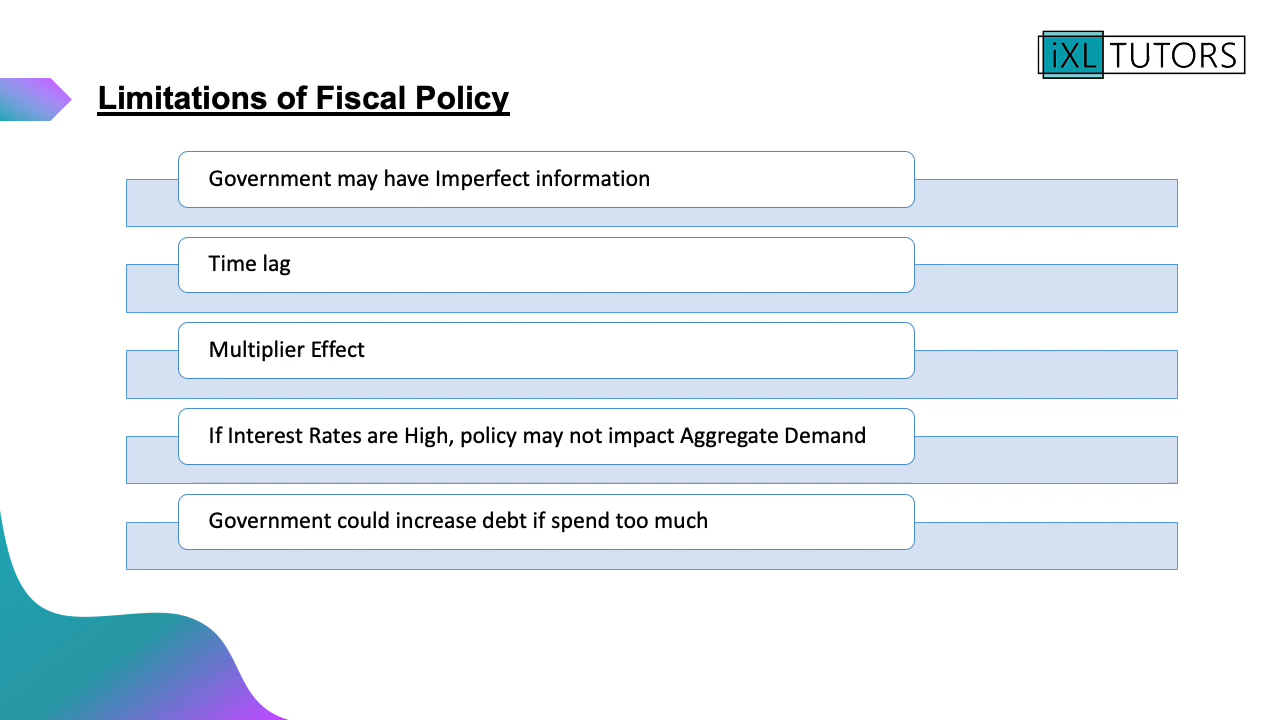 iXL TUTORS
Limitations of Fiscal Policy
Government may have Imperfect information
Time lag
Multiplier Effect
If Interest Rates are High, policy may not impact Aggregate Demand
Government could increase debt if spend too much